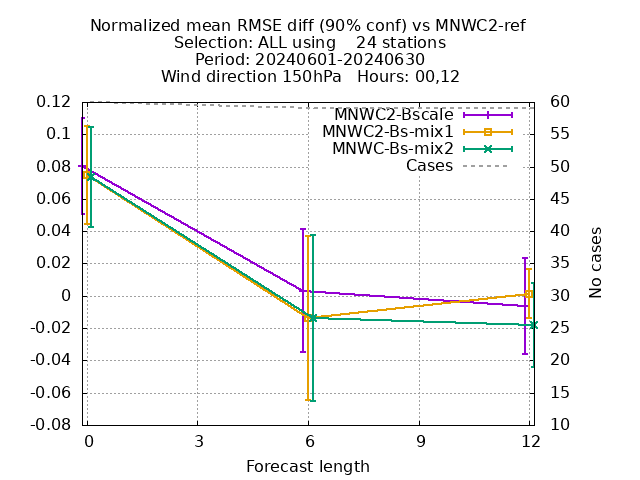 Normalized mean RMSE diff (90% conf) vs MNWC2-ref
Selection: ALL using    24 stations
Period: 20240601-20240630
Wind direction 150hPa   Hours: 00,12
0.12
0.1
0.08
0.06
0.04
0.02
0
-0.02
-0.04
-0.06
-0.08
60
55
50
45
40
35
30
25
20
15
10
MNWC2-Bscale
MNWC2-Bs-mix1
MNWC-Bs-mix2
Cases
No cases
0 3 6 9 12
Forecast length